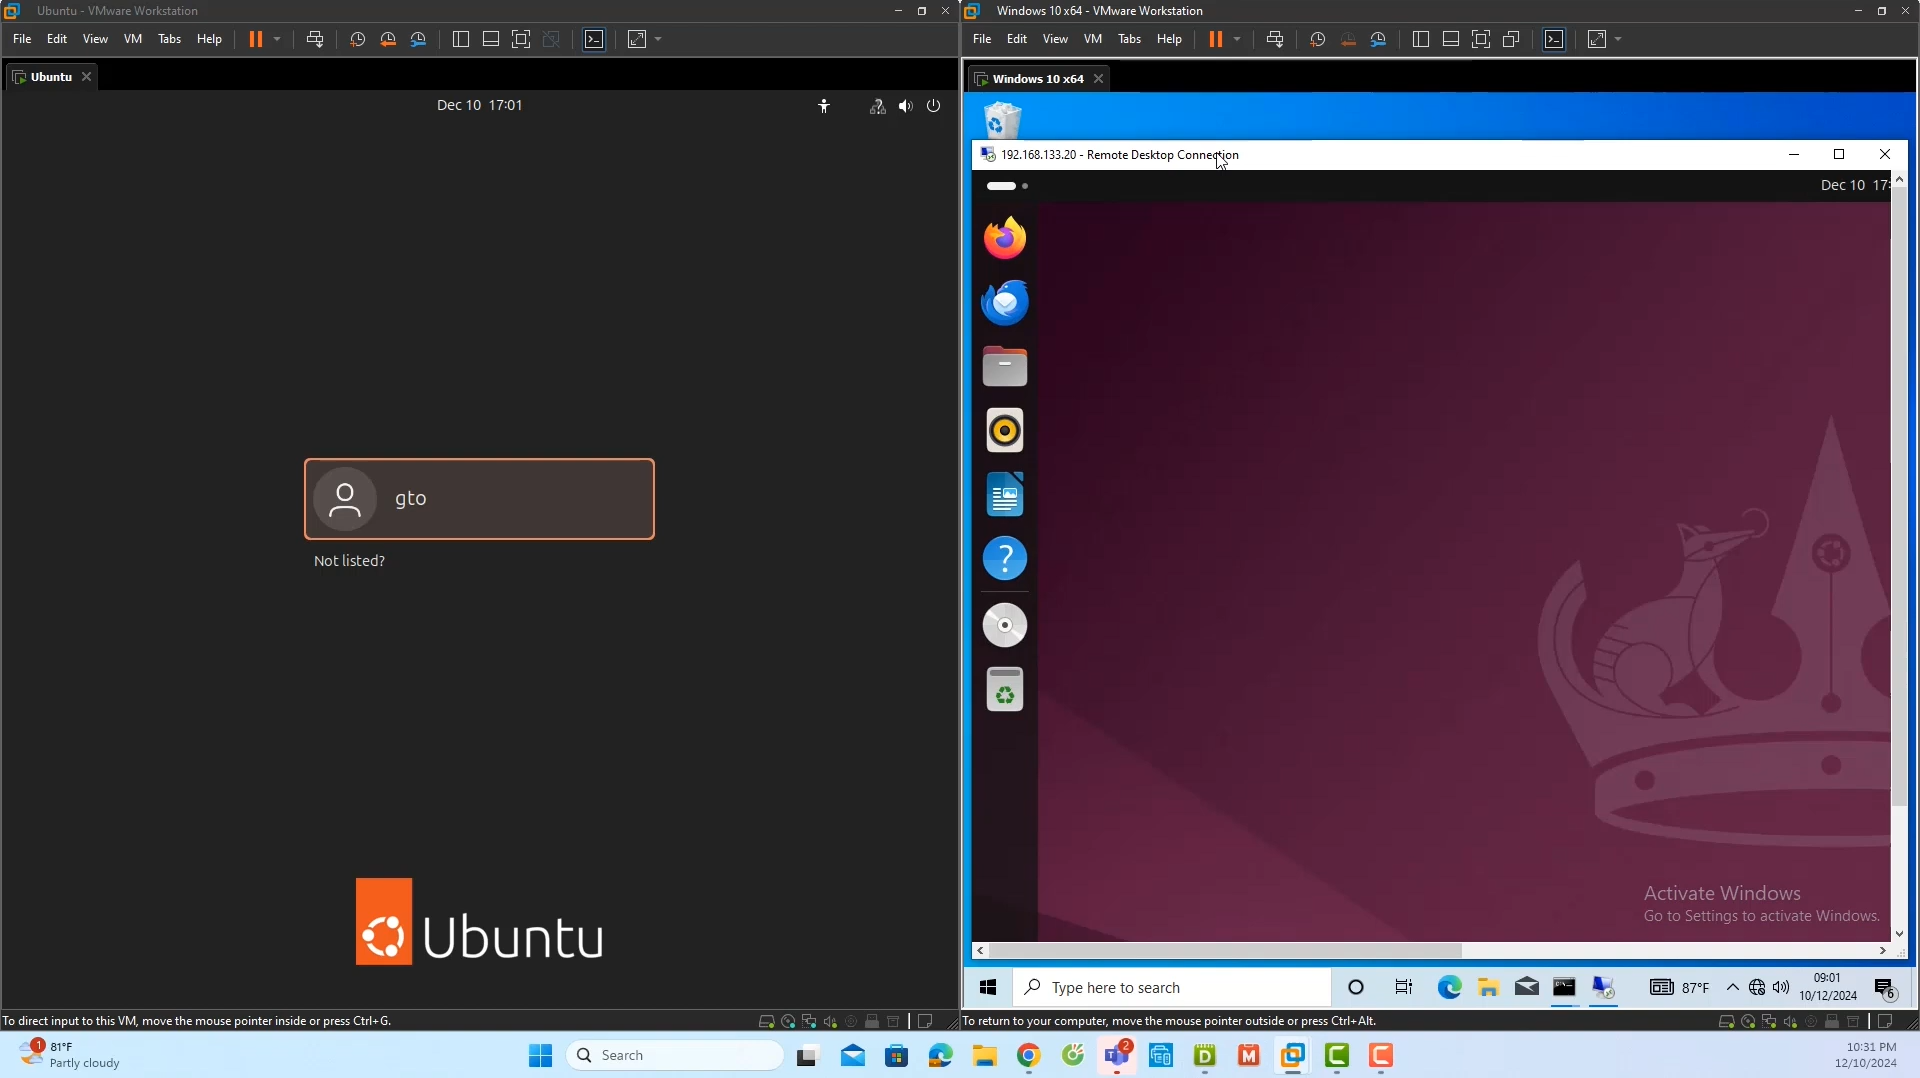 Ubuntu - VMware Workstation
File Edit View VM Tabs Help
Ubuntu
Dec 10 17:01
gto
Not listed?
Ubuntu
To direct input to this VM, move the mouse pointer inside or press Ctrl+G.
Windows 10 x64 - VMware Workstation
File Edit View VM Tabs Help
Windows 10 x64
192.168.133.20 - Remote Desktop Connection
Dec 10 17:
?
Activate Windows
Go to Settings to activate Windows.
Type here to search
87°F
09:01
10/12/2024
6
To return to your computer, move the mouse pointer outside or press Ctrl+Alt.
1
81°F
Partly cloudy
Search
2
10:31 PM
12/10/2024